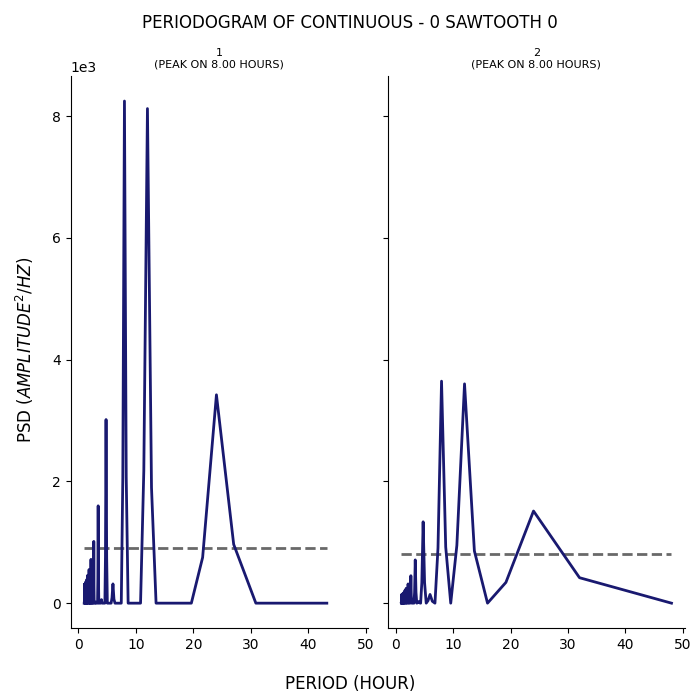 PERIODOGRAM OF CONTINUOUS - 0 SAWTOOTH 0
1
(PEAK ON 8.00 HOURS)
2
(PEAK ON 8.00 HOURS)
1e3
8
6
4
2
0
PSD (AMPLITUDE²/HZ)
0 10 20 30 40 50
0 10 20 30 40 50
PERIOD (HOUR)